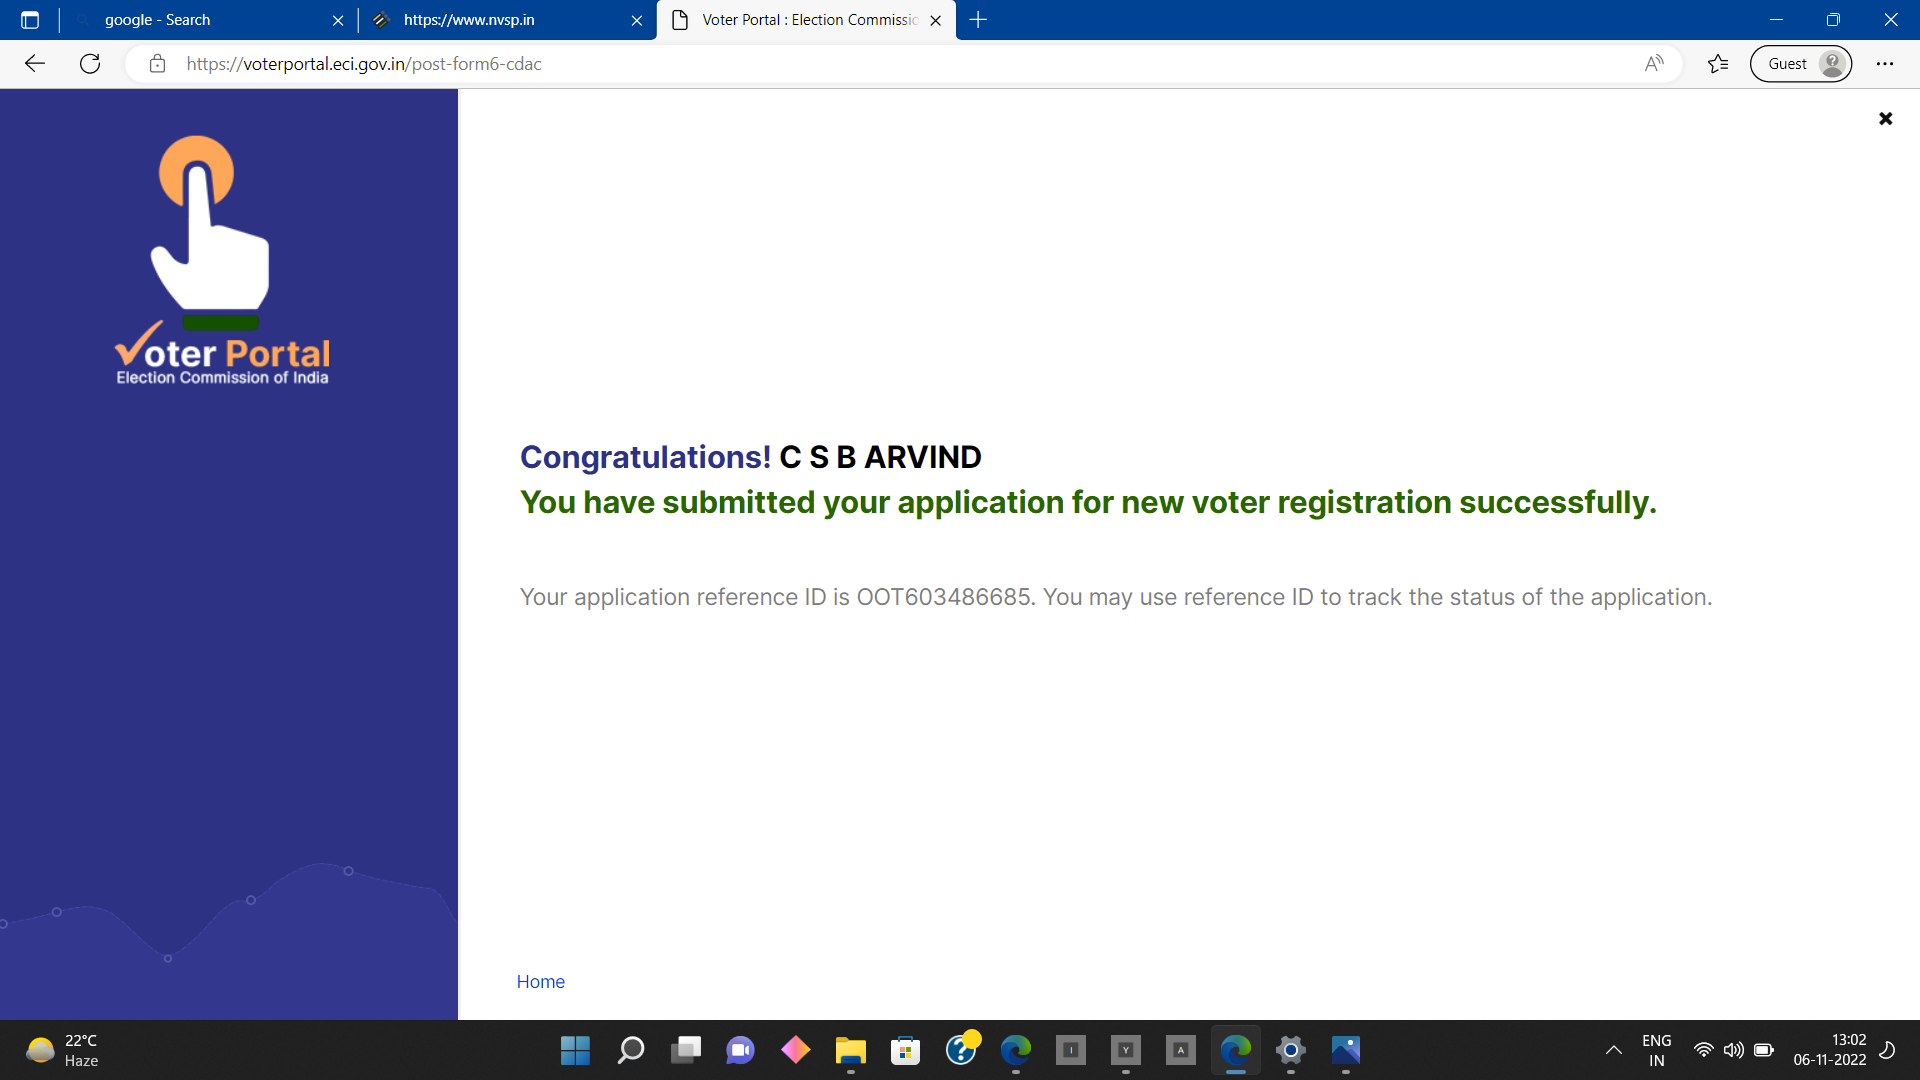 google - Search
https://www.nvsp.in
Voter Portal : Election Commissio
https://voterportal.eci.gov.in/post-form6-cdac
Guest
Voter Portal
Election Commission of India
Congratulations! C S B ARVIND
You have submitted your application for new voter registration successfully.
Your application reference ID is OOT603486685. You may use reference ID to track the status of the application.
Home
22°C
Haze
I
Y
A
ENG
IN
13:02
06-11-2022